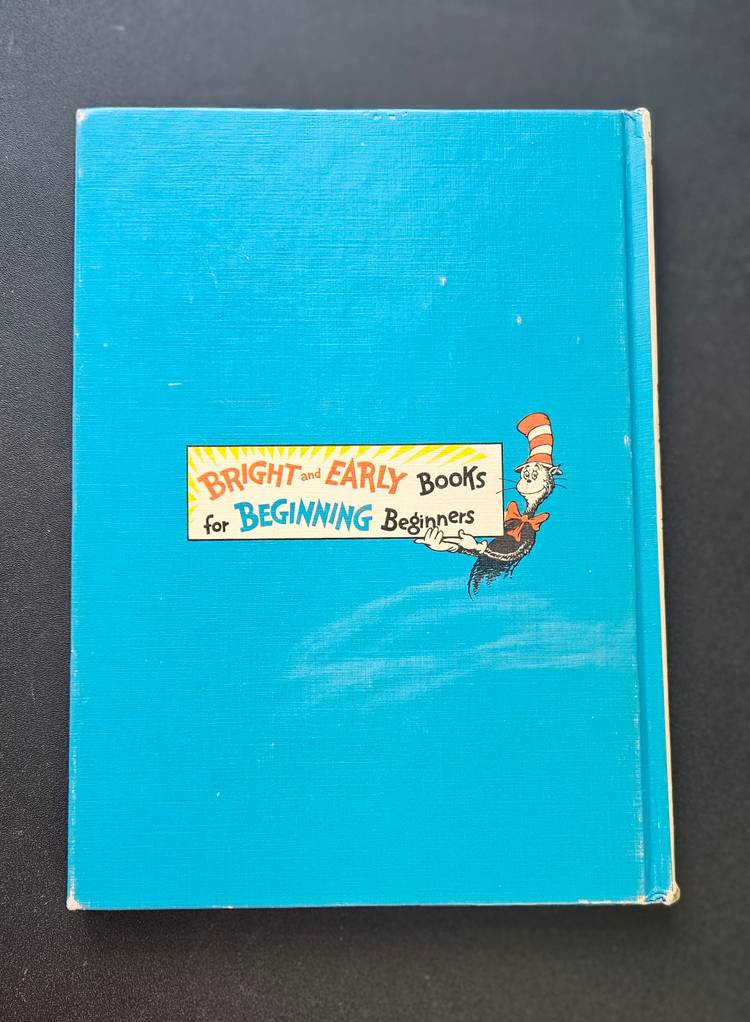 BRIGHT and EARLY BOOKS
for BEGINNING Beginners